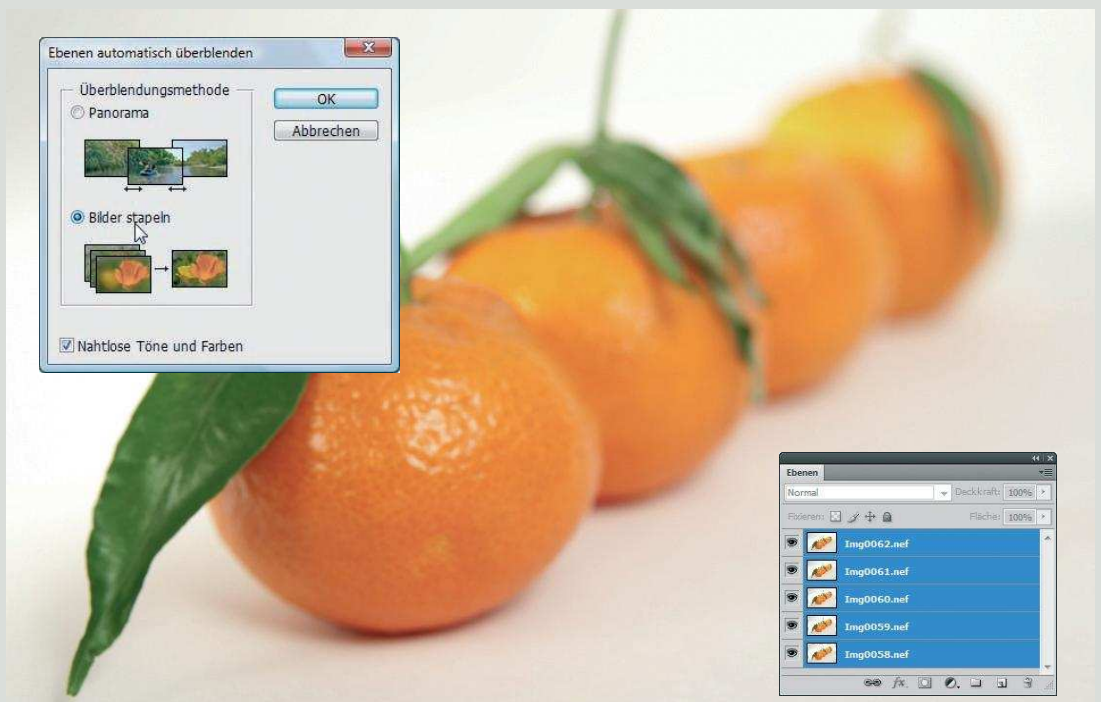 Ebenen automatisch überblenden
Überblendungsmethode
Panorama
Bilder stapeln
Nahtlose Töne und Farben
OK
Abbrechen
Ebenen
Normal
Deckkraft: 100%
Fixieren:
Fläche: 100%
Img0062.nef
Img0061.nef
Img0060.nef
Img0059.nef
Img0058.nef
fx.